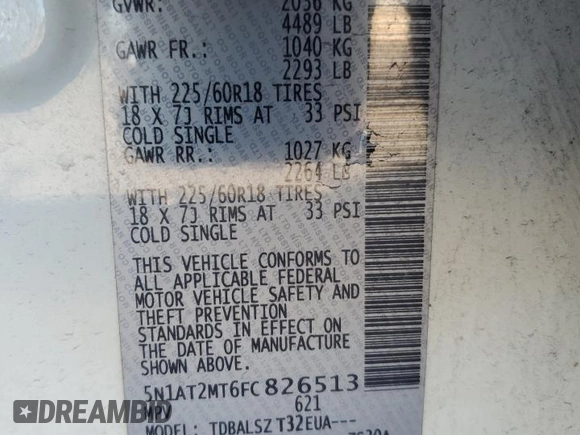 GVWR: 2036 KG
4489 LB
GAWR FR.: 1040 KG
2293 LB
WITH 225/60R18 TIRES
18 X 7J RIMS AT 33 PSI
COLD SINGLE
GAWR RR.: 1027 KG
2264 LB
WITH 225/60R18 TIRES
18 X 7J RIMS AT 33 PSI
COLD SINGLE
THIS VEHICLE CONFORMS TO
ALL APPLICABLE FEDERAL
MOTOR VEHICLE SAFETY AND
THEFT PREVENTION
STANDARDS IN EFFECT ON
THE DATE OF MANUFACTURE
SHOWN ABOVE.
5N1AT2MT6FC826513
MPV 621
MODEL: TDBALSZ T32EUA---
DREAMBID